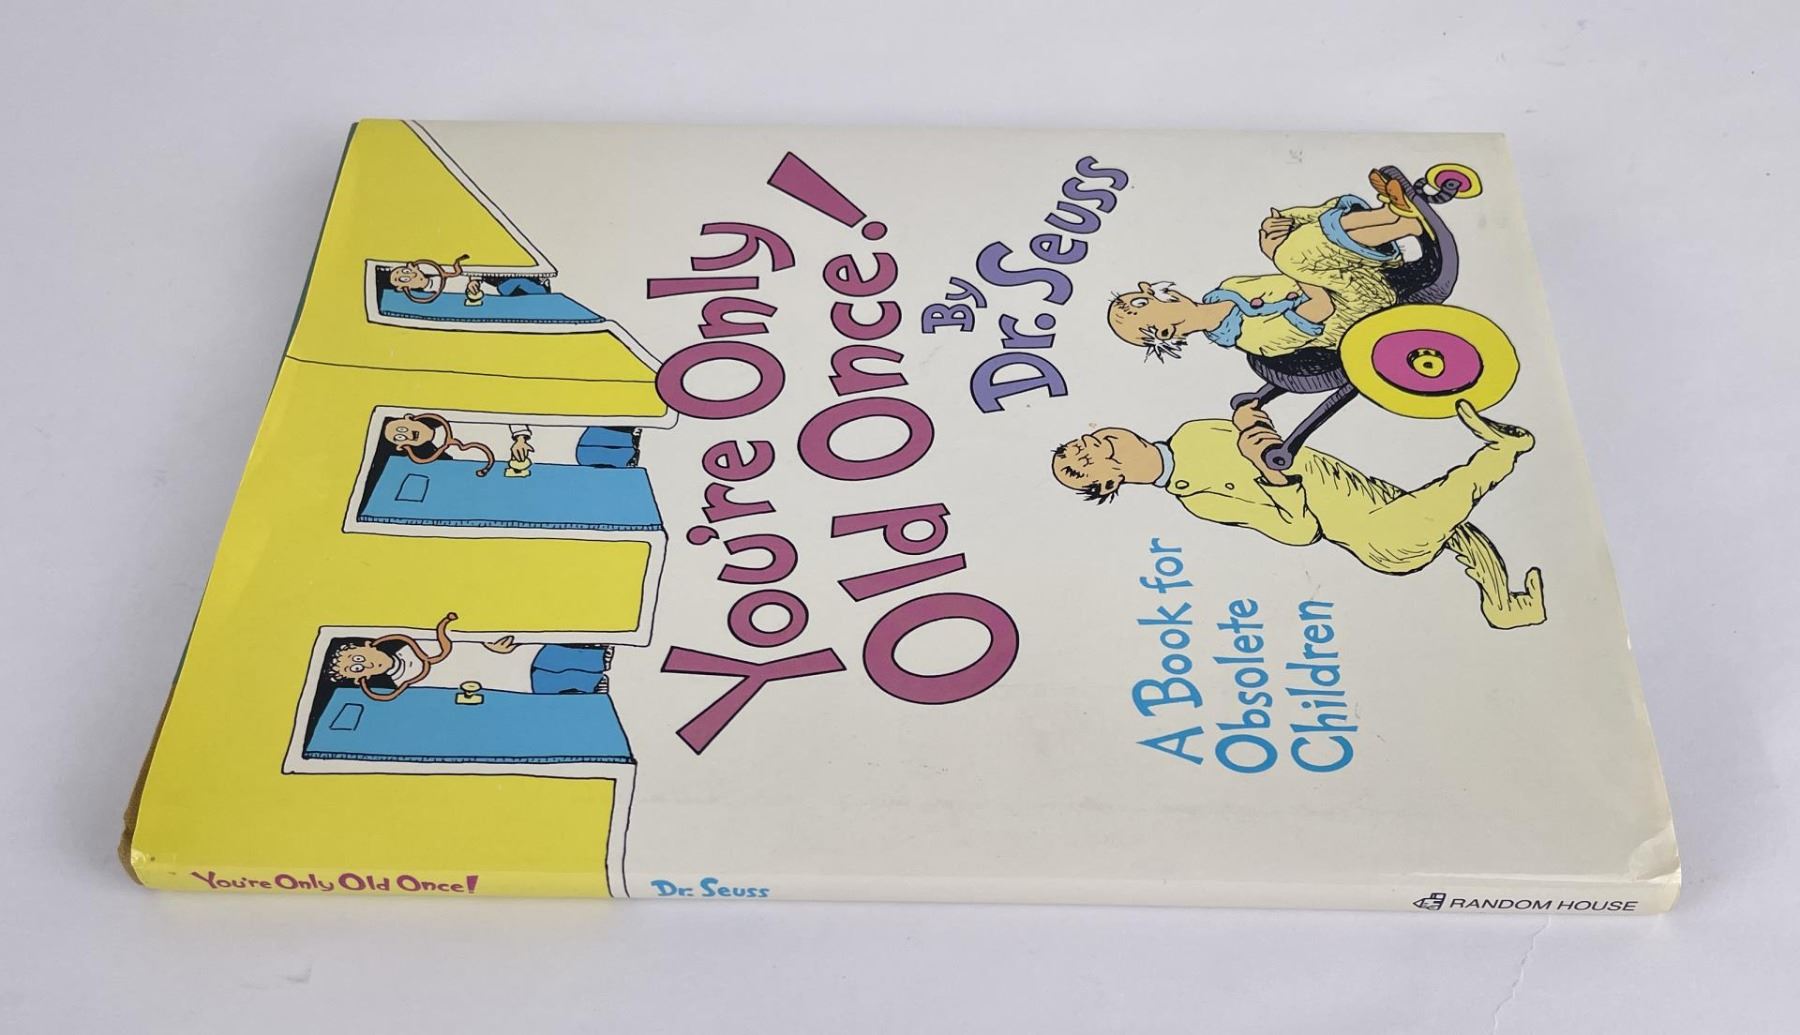 You're Only
Old Once!
By
Dr. Seuss
A Book for
Obsolete
Children
You're Only Old Once!
Dr. Seuss
RANDOM HOUSE